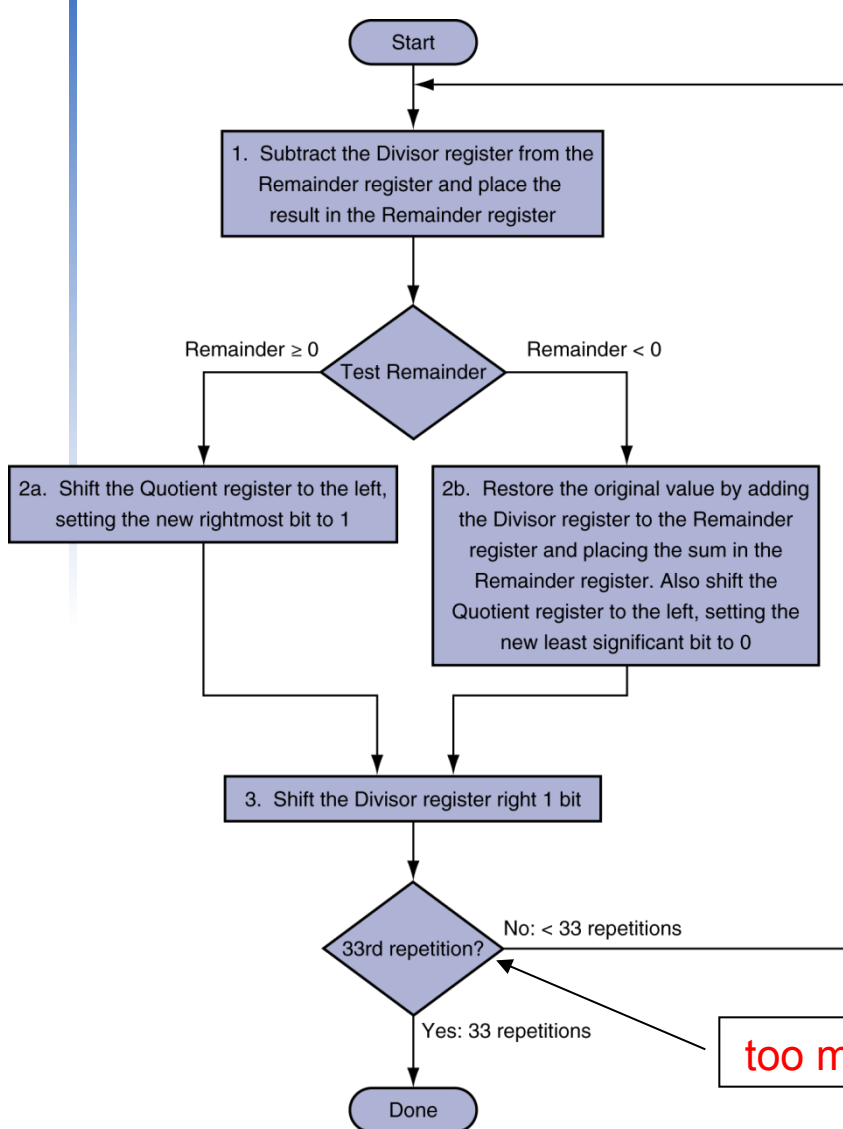 Start
1. Subtract the Divisor register from the
Remainder register and place the
result in the Remainder register
Remainder ≥ 0
Remainder < 0
Test Remainder
2a. Shift the Quotient register to the left,
setting the new rightmost bit to 1
2b. Restore the original value by adding
the Divisor register to the Remainder
register and placing the sum in the
Remainder register. Also shift the
Quotient register to the left, setting the
new least significant bit to 0
3. Shift the Divisor register right 1 bit
No: < 33 repetitions
33rd repetition?
Yes: 33 repetitions
too
Done